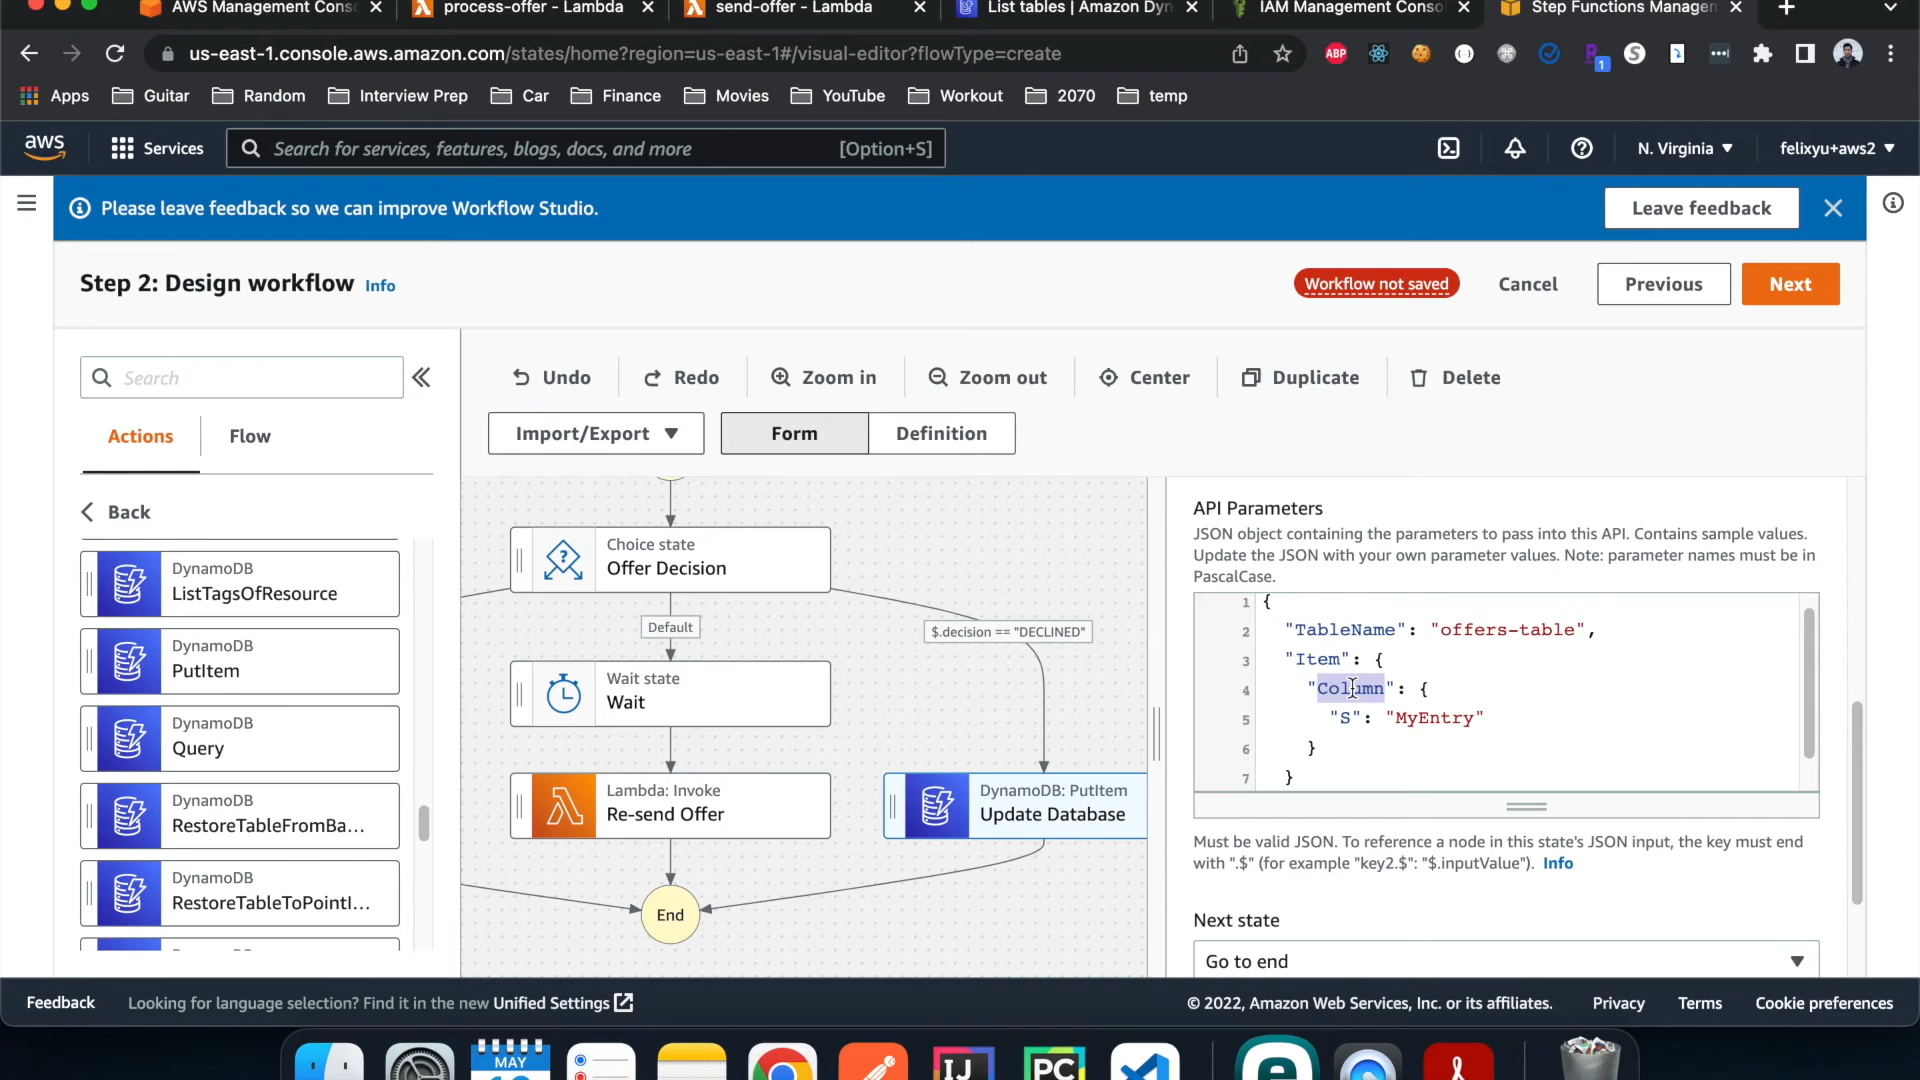 AWS Management Conso
process-offer - Lambda
send-offer - Lambda
List tables | Amazon Dyn
IAM Management Conso
Step Functions Managem
us-east-1.console.aws.amazon.com/states/home?region=us-east-1#/visual-editor?flowType=create
ABP
1
Apps
Guitar
Random
Interview Prep
Car
Finance
Movies
YouTube
Workout
2070
temp
aws
Services
Search for services, features, blogs, docs, and more
[Option+S]
N. Virginia
felixyu+aws2
Please leave feedback so we can improve Workflow Studio.
Leave feedback
Step 2: Design workflow
Info
Workflow not saved
Cancel
Previous
Next
Search
Undo
Redo
Zoom in
Zoom out
Center
Duplicate
Delete
Actions
Flow
Import/Export
Form
Definition
Back
DynamoDB
ListTagsOfResource
DynamoDB
PutItem
DynamoDB
Query
DynamoDB
RestoreTableFromBa...
DynamoDB
RestoreTableToPointI...
Choice state
Offer Decision
Default
$.decision == "DECLINED"
Wait state
Wait
Lambda: Invoke
Re-send Offer
DynamoDB: PutItem
Update Database
End
API Parameters
JSON object containing the parameters to pass into this API. Contains sample values.
Update the JSON with your own parameter values. Note: parameter names must be in
PascalCase.
1 {
2 "TableName": "offers-table",
3 "Item": {
4 "Column": {
5 "S": "MyEntry"
6 }
7 }
Must be valid JSON. To reference a node in this state's JSON input, the key must end
with ".$" (for example "key2.$": "$.inputValue"). Info
Next state
Go to end
Feedback
Looking for language selection? Find it in the new Unified Settings
© 2022, Amazon Web Services, Inc. or its affiliates.
Privacy
Terms
Cookie preferences
MAY
IJ
PC